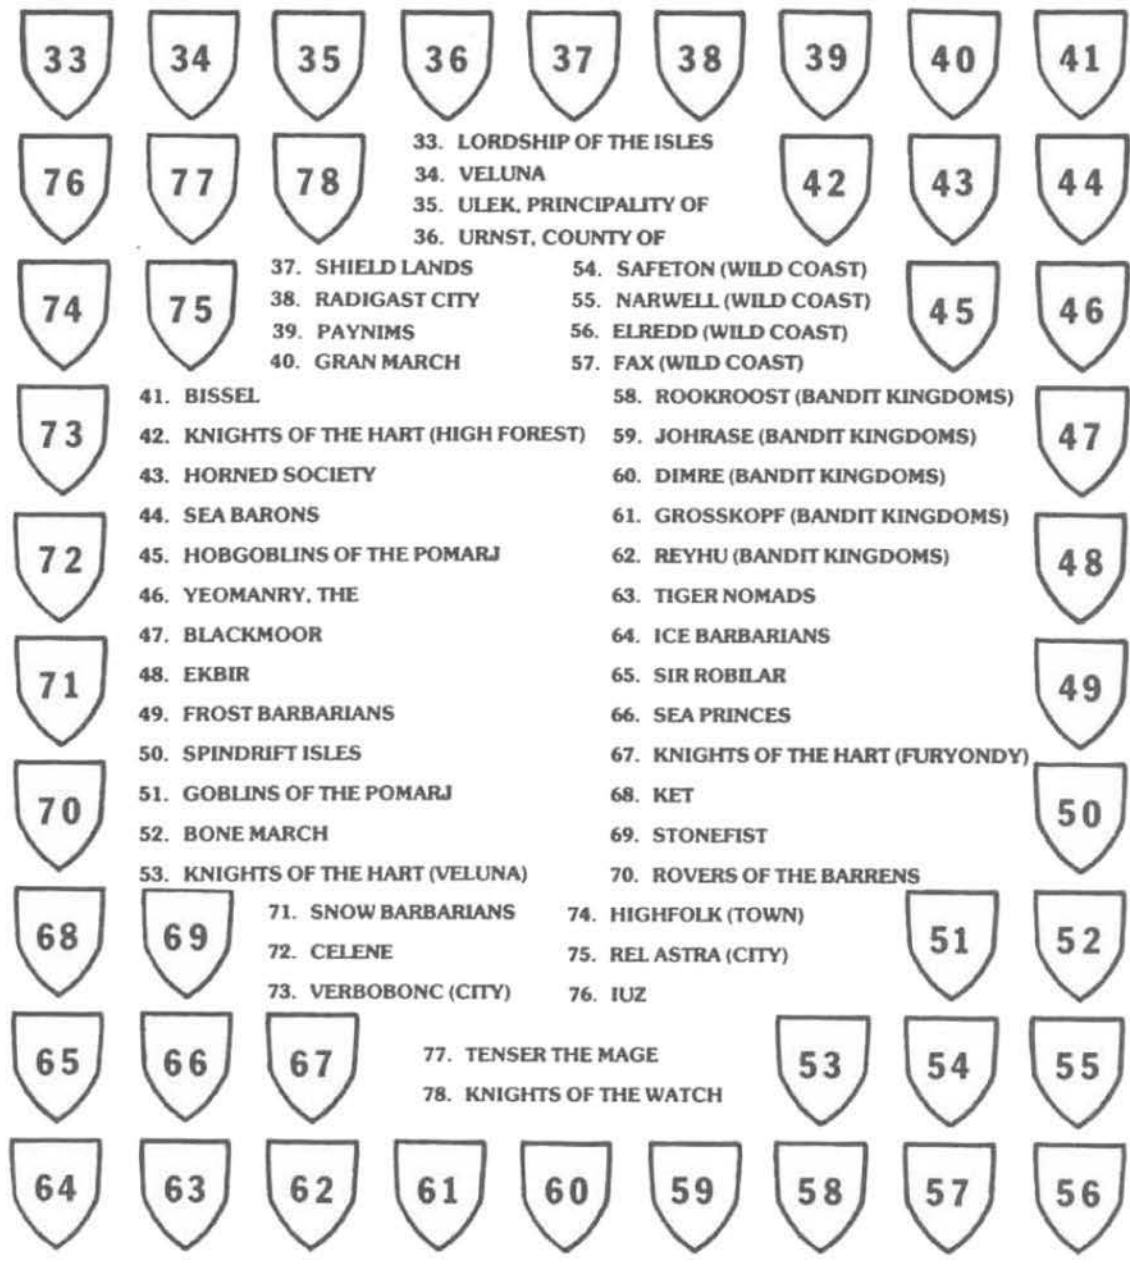 33 34 35 36 37 38 39 40 41
76 77 78
33. LORDSHIP OF THE ISLES
34. VELUNA
35. ULEK, PRINCIPALITY OF
36. URNST, COUNTY OF
42 43 44
74 75
37. SHIELD LANDS
38. RADIGAST CITY
39. PAYNIMS
40. GRAN MARCH
54. SAFETON (WILD COAST)
55. NARWELL (WILD COAST)
56. ELREDD (WILD COAST)
57. FAX (WILD COAST)
45 46
73
72
71
70
41. BISSEL
42. KNIGHTS OF THE HART (HIGH FOREST)
43. HORNED SOCIETY
44. SEA BARONS
45. HOBGOBLINS OF THE POMARJ
46. YEOMANRY, THE
47. BLACKMOOR
48. EKBIR
49. FROST BARBARIANS
50. SPINDRIFT ISLES
51. GOBLINS OF THE POMARJ
52. BONE MARCH
53. KNIGHTS OF THE HART (VELUNA)
58. ROOKROOST (BANDIT KINGDOMS)
59. JOHRASE (BANDIT KINGDOMS)
60. DIMRE (BANDIT KINGDOMS)
61. GROSSKOPF (BANDIT KINGDOMS)
62. REYHU (BANDIT KINGDOMS)
63. TIGER NOMADS
64. ICE BARBARIANS
65. SIR ROBILAR
66. SEA PRINCES
67. KNIGHTS OF THE HART (FURYONDY)
68. KET
69. STONEFIST
70. ROVERS OF THE BARRENS
47
48
49
50
68 69
71. SNOW BARBARIANS
72. CELENE
73. VERBOBONC (CITY)
74. HIGHFOLK (TOWN)
75. REL ASTRA (CITY)
76. IUZ
51 52
65 66 67
77. TENSER THE MAGE
78. KNIGHTS OF THE WATCH
53 54 55
64 63 62 61 60 59 58 57 56